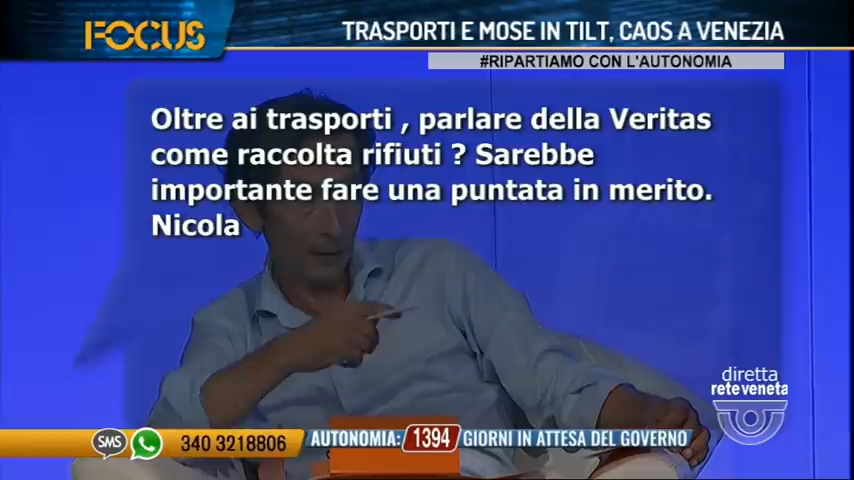 FOCUS
TRASPORTI E MOSE IN TILT, CAOS A VENEZIA
#RIPARTIAMO CON L'AUTONOMIA
Oltre ai trasporti , parlare della Veritas
come raccolta rifiuti ? Sarebbe
importante fare una puntata in merito.
Nicola
diretta
reteveneta
SMS 340 3218806 AUTONOMIA: 1394 GIORNI IN ATTESA DEL GOVERNO